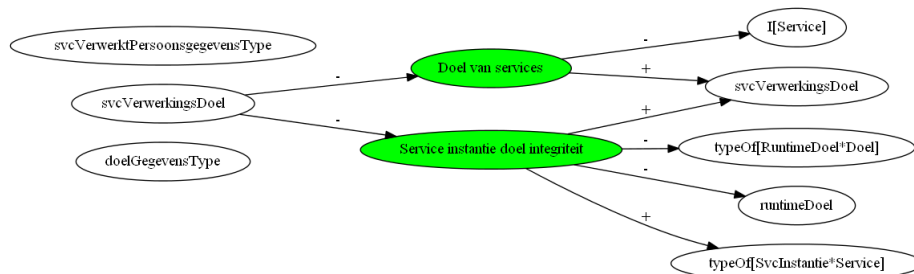 svcVerwerktPersoonsgegevensType
svcVerwerkingsDoel
doelGegevensType
-
-
Doel van services
Service instantie doel integriteit
-
+
+
-
-
+
I[Service]
svcVerwerkingsDoel
typeOf[RuntimeDoel*Doel]
runtimeDoel
typeOf[SvcInstantie*Service]